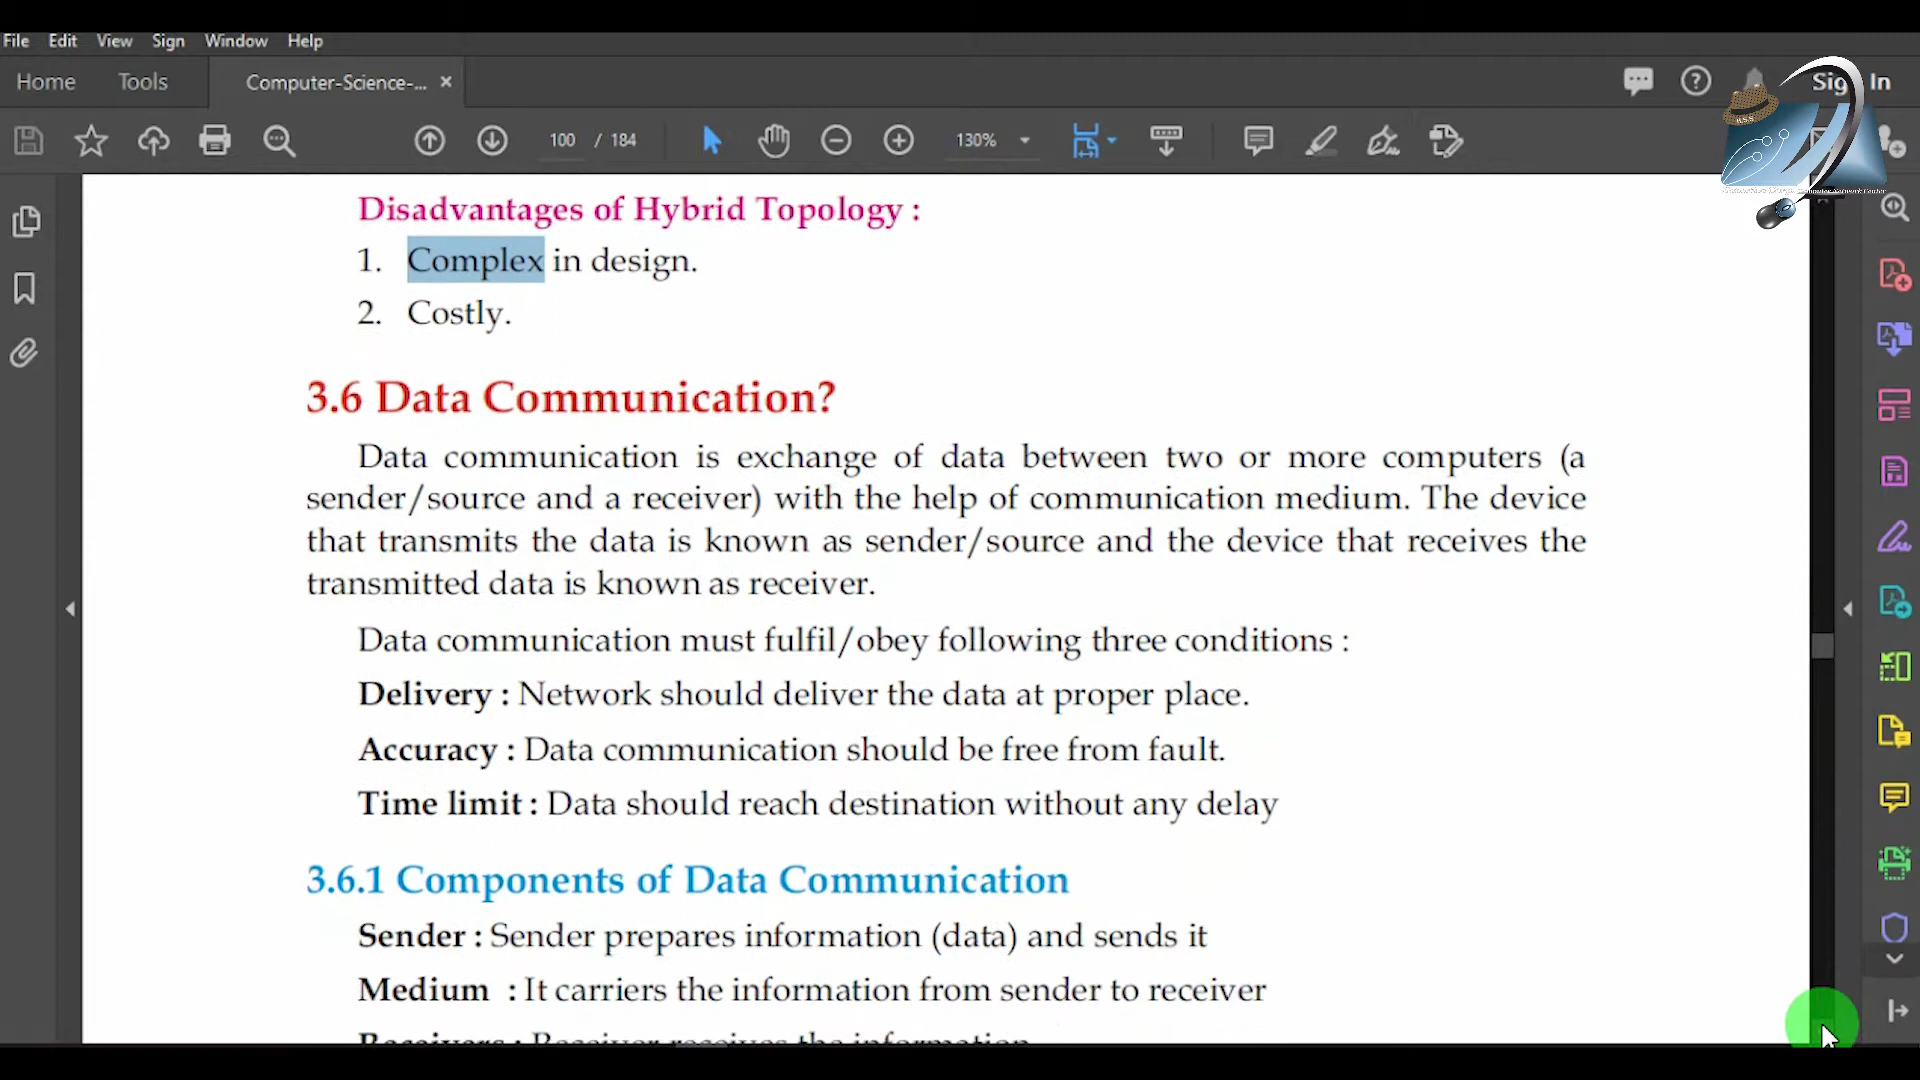 File Edit View Sign Window Help
Home Tools Computer-Science-... × Sign In
100 / 184 130%
Disadvantages of Hybrid Topology :
1. Complex in design.
2. Costly.
3.6 Data Communication?
Data communication is exchange of data between two or more computers (a
sender/source and a receiver) with the help of communication medium. The device
that transmits the data is known as sender/source and the device that receives the
transmitted data is known as receiver.
Data communication must fulfil/obey following three conditions :
Delivery : Network should deliver the data at proper place.
Accuracy : Data communication should be free from fault.
Time limit : Data should reach destination without any delay
3.6.1 Components of Data Communication
Sender : Sender prepares information (data) and sends it
Medium : It carriers the information from sender to receiver
Receivers : Receiver receives the information